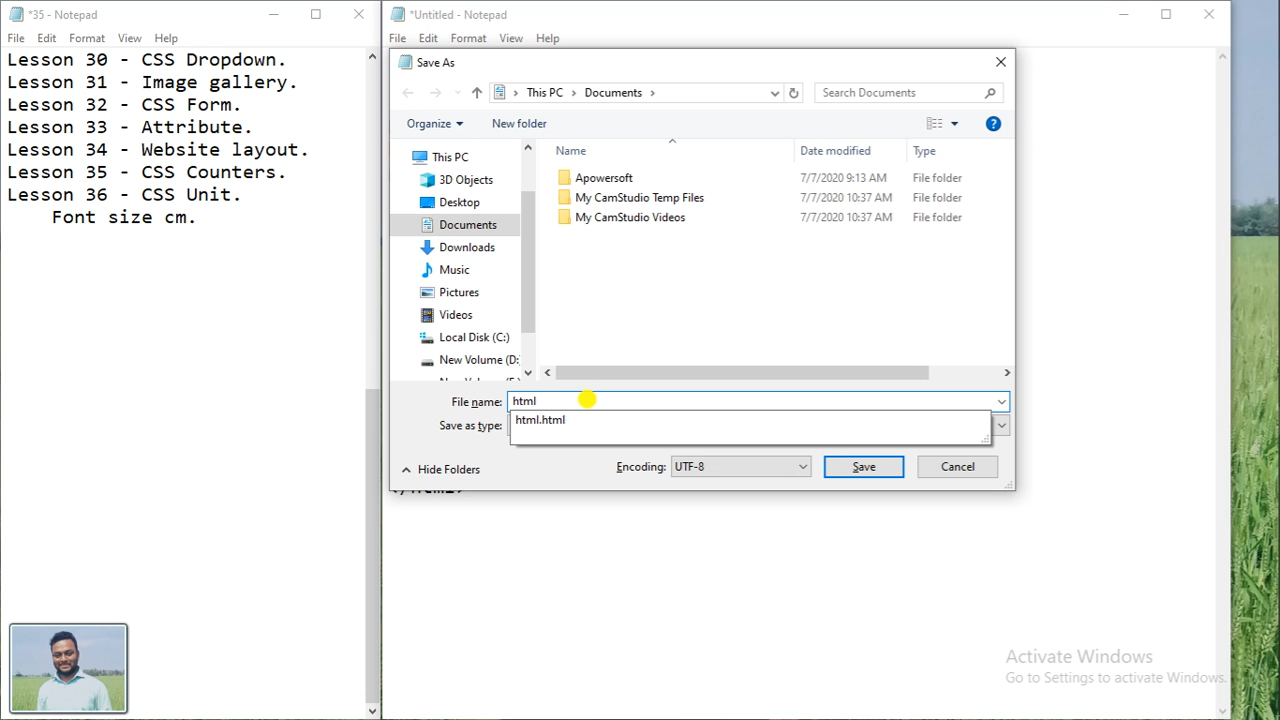 *35 - Notepad
File Edit Format View Help
Lesson 30 - CSS Dropdown.
Lesson 31 - Image gallery.
Lesson 32 - CSS Form.
Lesson 33 - Attribute.
Lesson 34 - Website layout.
Lesson 35 - CSS Counters.
Lesson 36 - CSS Unit.
Font size cm.
*Untitled - Notepad
File Edit Format View Help
Save As
This PC > Documents >
Search Documents
Organize
New folder
This PC
3D Objects
Desktop
Documents
Downloads
Music
Pictures
Videos
Local Disk (C:)
New Volume (D:
Name Date modified Type
Apowersoft 7/7/2020 9:13 AM File folder
My CamStudio Temp Files 7/7/2020 10:37 AM File folder
My CamStudio Videos 7/7/2020 10:37 AM File folder
File name: html
html.html
Save as type:
Hide Folders
Encoding: UTF-8
Save
Cancel
Activate Windows
Go to Settings to activate Windows.